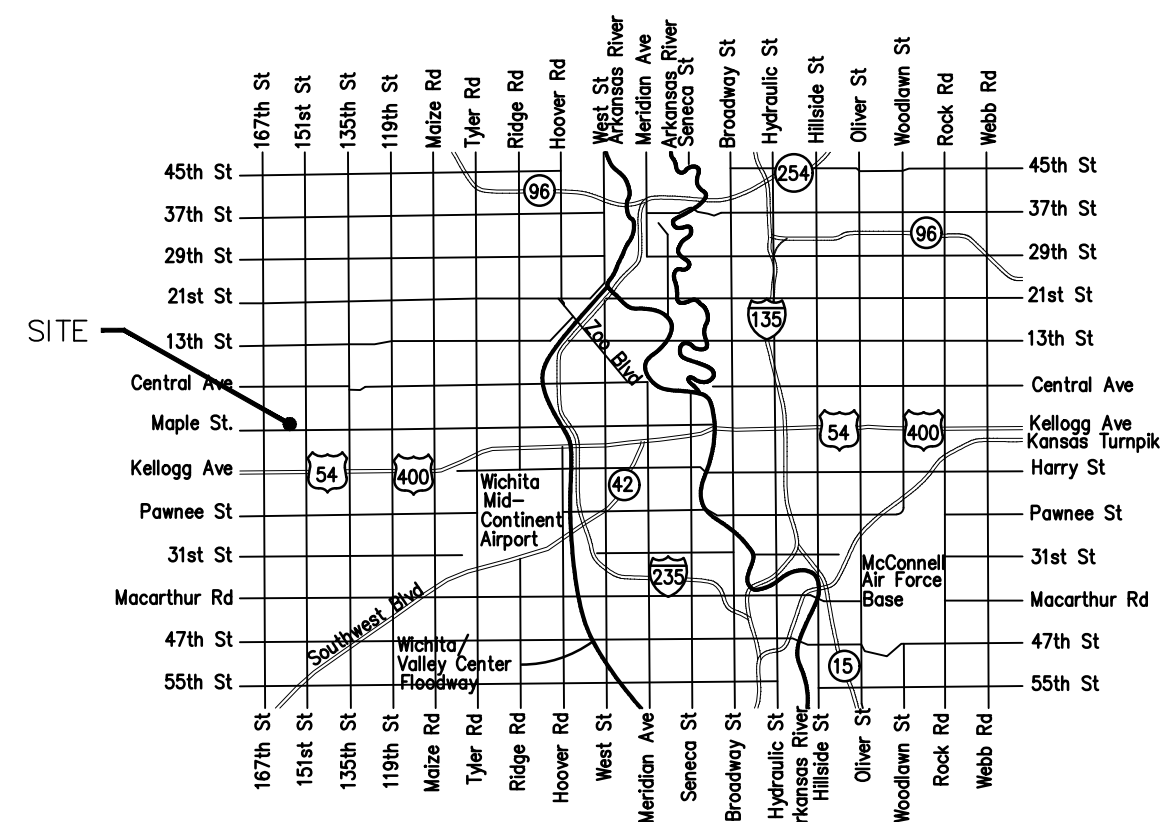 167th St
151st St
135th St
119th St
Maize Rd
Tyler Rd
Ridge Rd
Hoover Rd
West St
Arkansas River
Meridian Ave
Arkansas River
Seneca St
Broadway St
Hydraulic St
Hillside St
Oliver St
Woodlawn St
Rock Rd
Webb Rd
45th St
45th St
254
96
37th St
37th St
96
29th St
29th St
21st St
21st St
135
SITE
13th St
Zoo Blvd
13th St
Central Ave
Central Ave
Maple St.
54
400
Kellogg Ave
Kansas Turnpik
Kellogg Ave
54
400
42
Harry St
Wichita
Mid-
Continent
Airport
Pawnee St
Pawnee St
31st St
31st St
235
McConnell
Air Force
Base
Macarthur Rd
Macarthur Rd
Southwest Blvd
47th St
47th St
Wichita/
Valley Center
Floodway
15
55th St
55th St
167th St
151st St
135th St
119th St
Maize Rd
Tyler Rd
Ridge Rd
Hoover Rd
West St
Meridian Ave
Seneca St
Broadway St
Hydraulic St
rkansas River
Hillside St
Oliver St
Woodlawn St
Rock Rd
Webb Rd